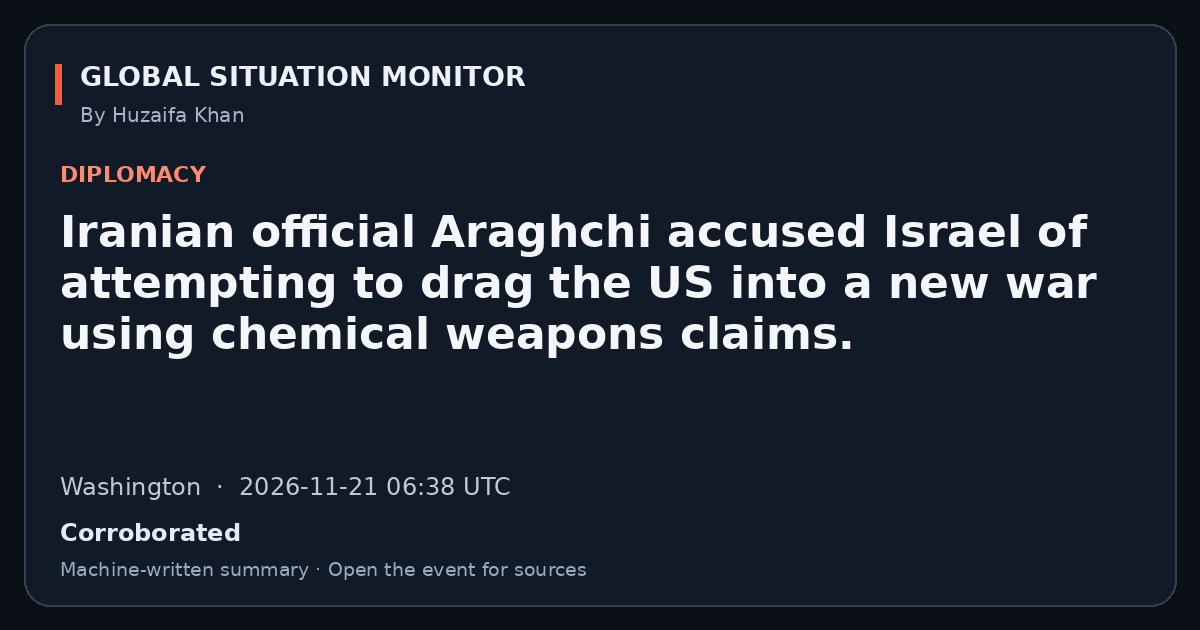 GLOBAL SITUATION MONITOR
By Huzaifa Khan
DIPLOMACY
Iranian official Araghchi accused Israel of
attempting to drag the US into a new war
using chemical weapons claims.
Washington · 2026-11-21 06:38 UTC
Corroborated
Machine-written summary · Open the event for sources